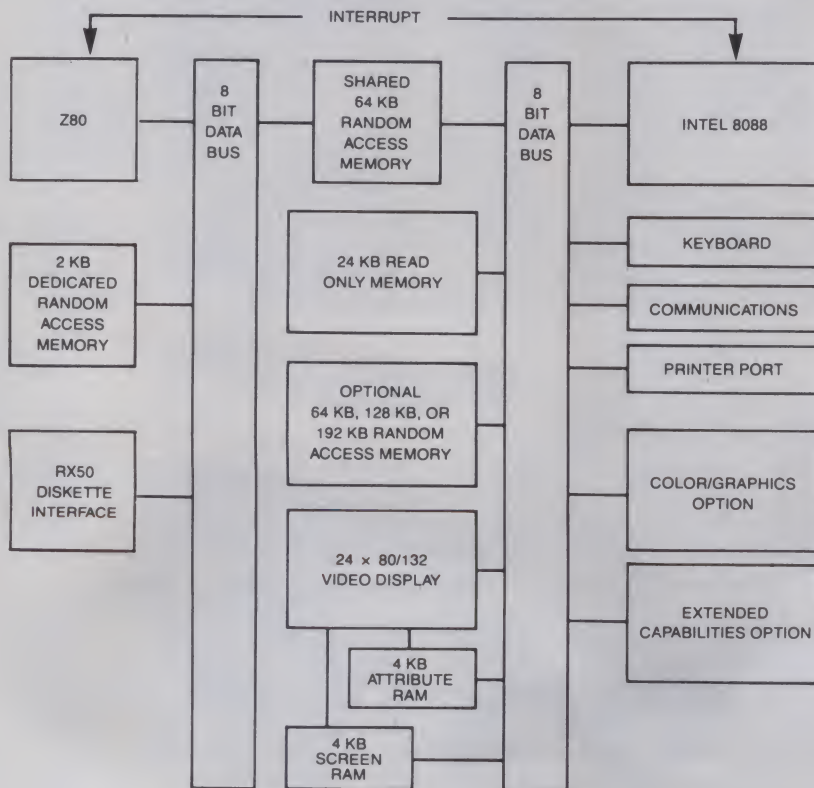 INTERRUPT
Z80
8
BIT
DATA
BUS
SHARED
64 KB
RANDOM
ACCESS
MEMORY
8
BIT
DATA
BUS
INTEL 8088
2 KB
DEDICATED
RANDOM
ACCESS
MEMORY
24 KB READ
ONLY MEMORY
KEYBOARD
COMMUNICATIONS
PRINTER PORT
OPTIONAL
64 KB, 128 KB, OR
192 KB RANDOM
ACCESS MEMORY
RX50
DISKETTE
INTERFACE
COLOR/GRAPHICS
OPTION
24 × 80/132
VIDEO DISPLAY
EXTENDED
CAPABILITIES OPTION
4 KB
ATTRIBUTE
RAM
4 KB
SCREEN
RAM